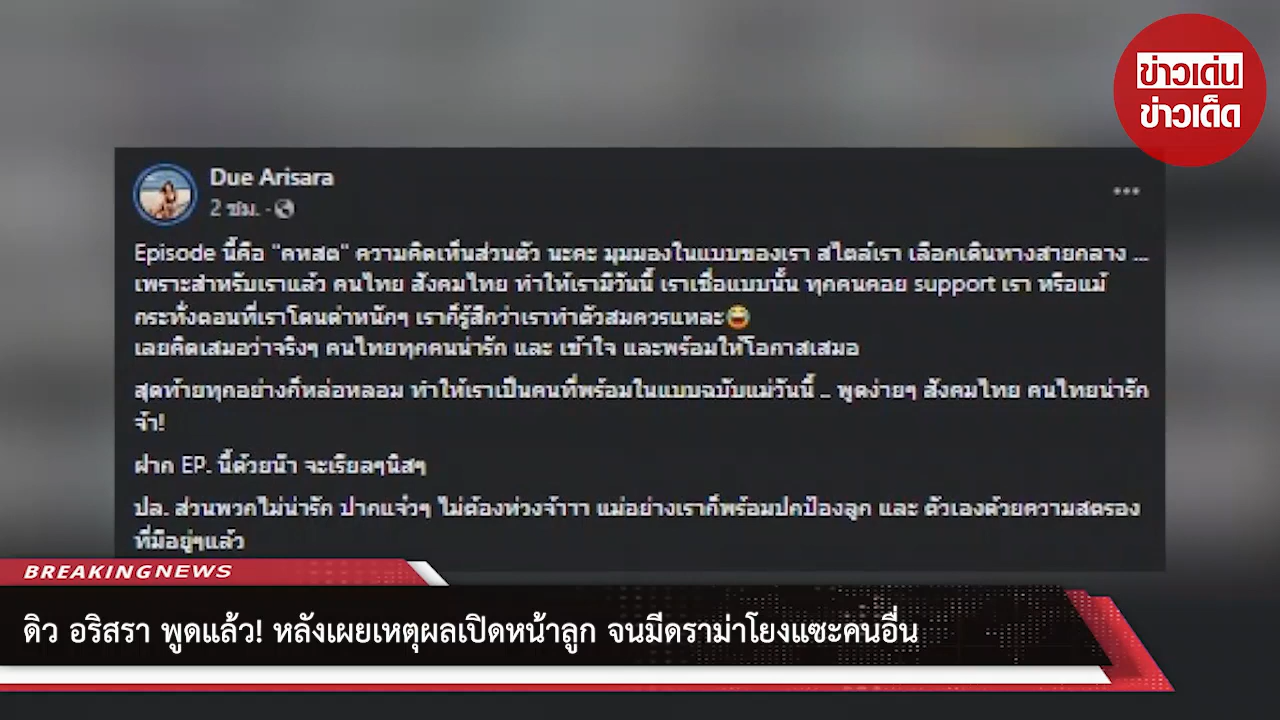 ข่าวเด่น
ข่าวเด็ด
Due Arisara
2 ชม. ·
Episode นี้คือ "คหสต" ความคิดเห็นส่วนตัว นะคะ มุมมองในแบบของเรา สไตล์เรา เลือกเดินทางสายกลาง ...
เพราะสำหรับเราแล้ว คนไทย สังคมไทย ทำให้เรามีวันนี้ เราเชื่อแบบนั้น ทุกคนคอย support เรา หรือแม้
กระทั่งตอนที่เราโดนด่าหนักๆ เราก็รู้สึกว่าเราทำตัวสมควรแหละ😂
เลยคิดเสมอว่าจริงๆ คนไทยทุกคนน่ารัก และ เข้าใจ และพร้อมให้โอกาสเสมอ
สุดท้ายทุกอย่างก็หล่อหลอม ทำให้เราเป็นคนที่พร้อมในแบบฉบับแม่วันนี้ .. พูดง่ายๆ สังคมไทย คนไทยน่ารัก
จ้า!
ฝาก EP. นี้ด้วยน้ำ จะเรียลๆนิสๆ
ปล. ส่วนพวกไม่น่ารัก ปากแจ๋วๆ ไม่ต้องห่วงจ้าาา แม่อย่างเราก็พร้อมปกป้องลูก และ ตัวเองด้วยความสตรอง
ที่มีอยู่ๆแล้ว
BREAKING NEWS
ดิว อริสรา พูดแล้ว! หลังเผยเหตุผลเปิดหน้าลูก จนมีดราม่าโยงแซะคนอื่น